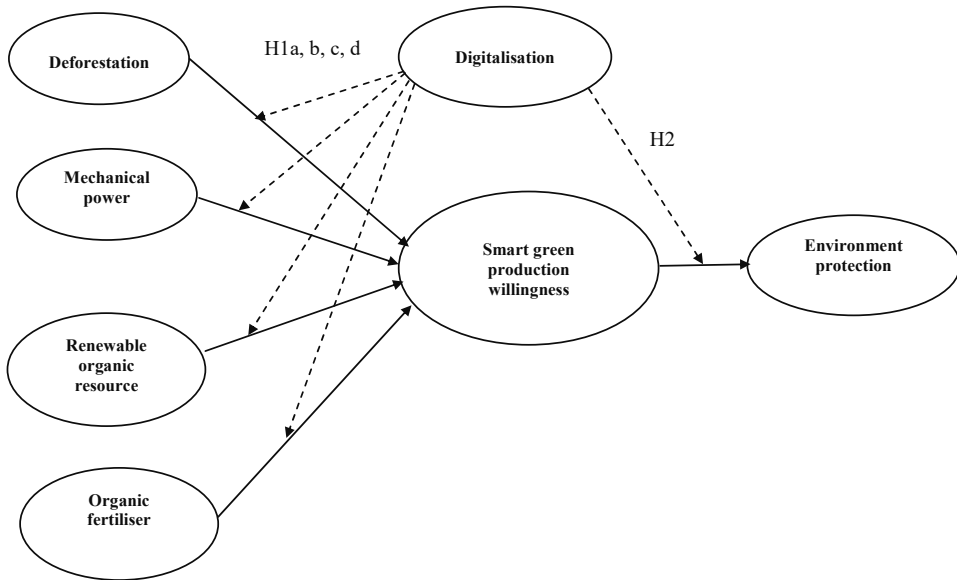 H1a, b, c, d
Deforestation
Digitalisation
H2
Mechanical
power
Smart green
production
willingness
Environment
protection
Renewable
organic
resource
Organic
fertiliser